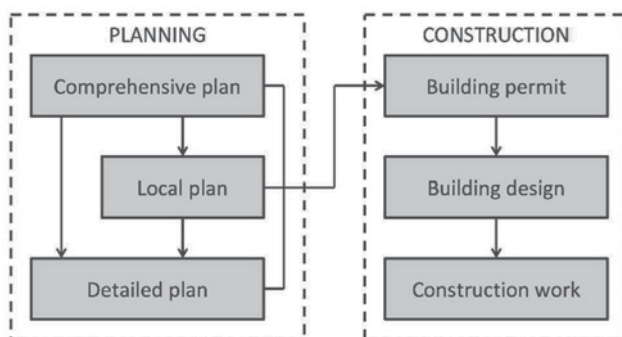 PLANNING
Comprehensive plan
Local plan
Detailed plan
CONSTRUCTION
Building permit
Building design
Construction work